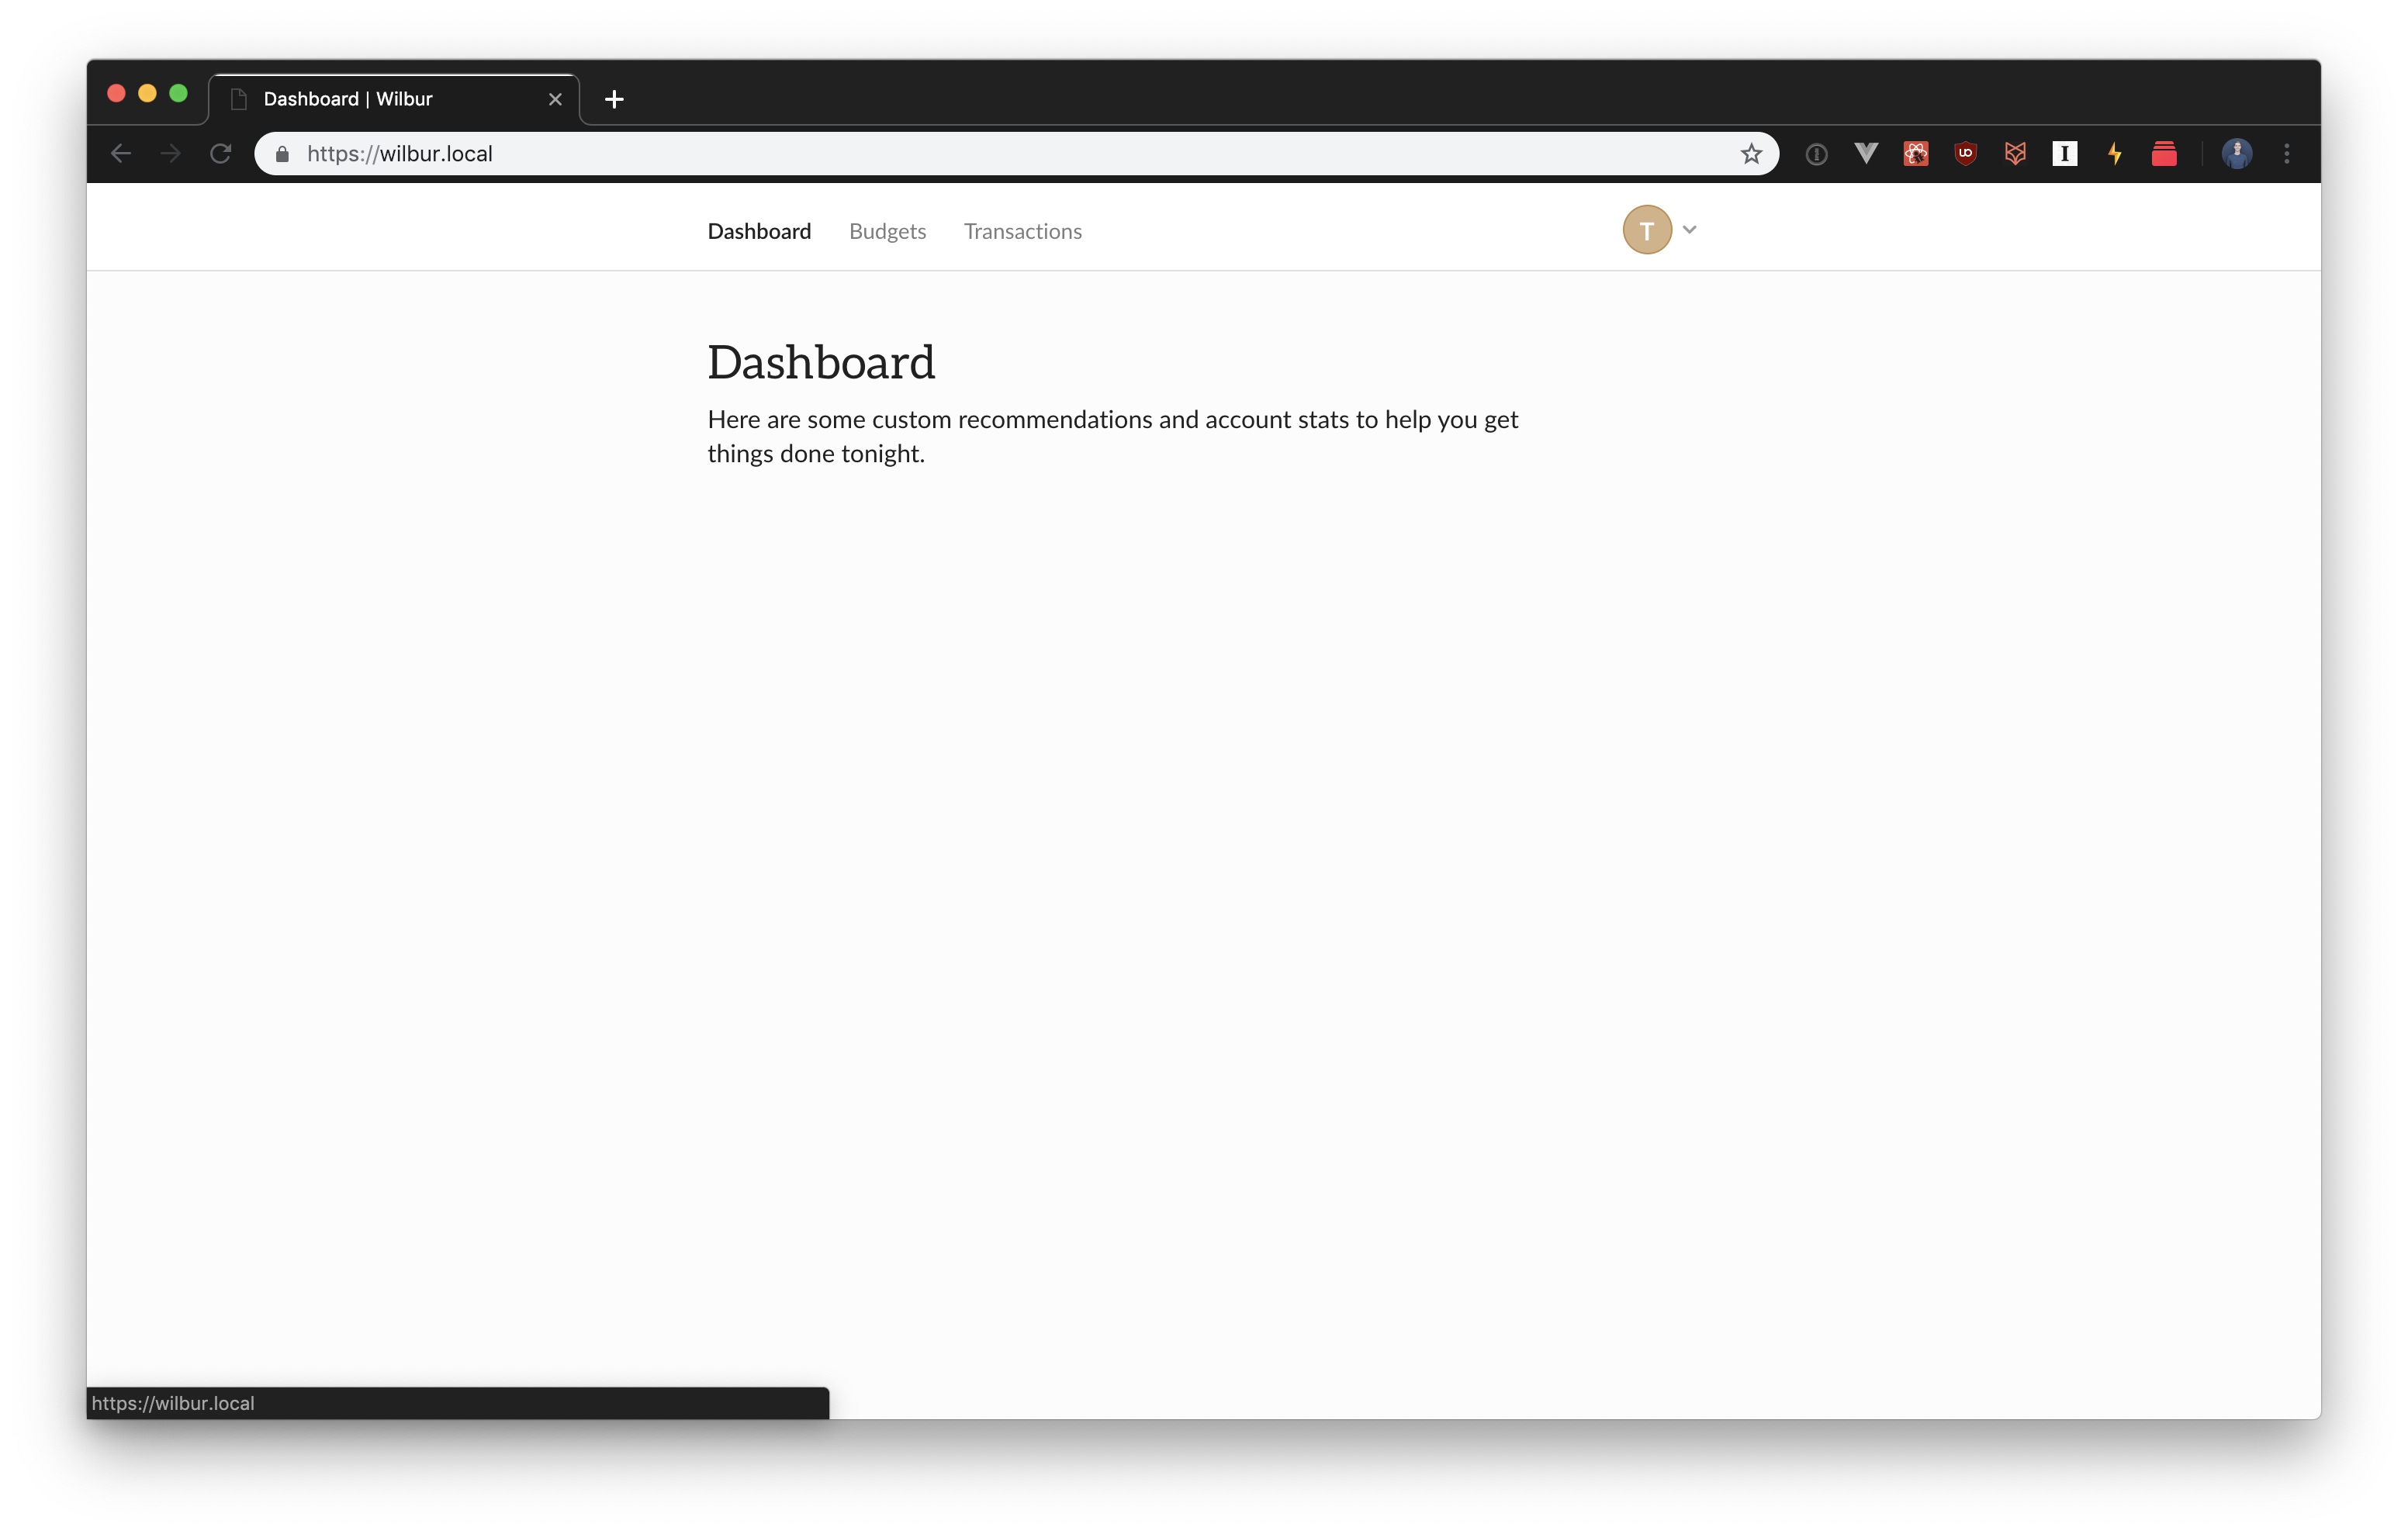 Dashboard | Wilbur
https://wilbur.local
Dashboard
Budgets
Transactions
T
Dashboard
Here are some custom recommendations and account stats to help you get
things done tonight.
https://wilbur.local